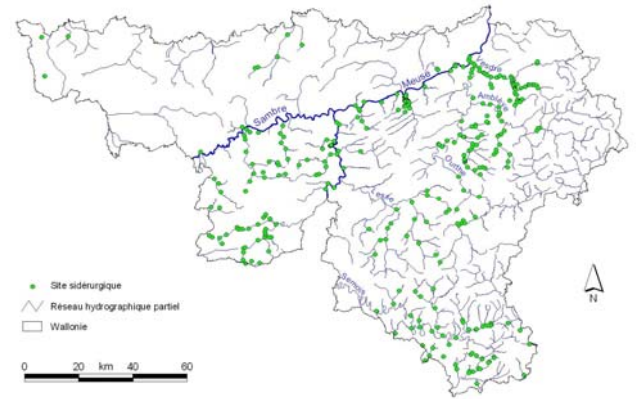 Vesdre
Meuse
Amblève
Sambre
Ourthe
Lesse
Semois
Site sidérurgique
Réseau hydrographique partiel
Wallonie
N
km
0 20 40 60